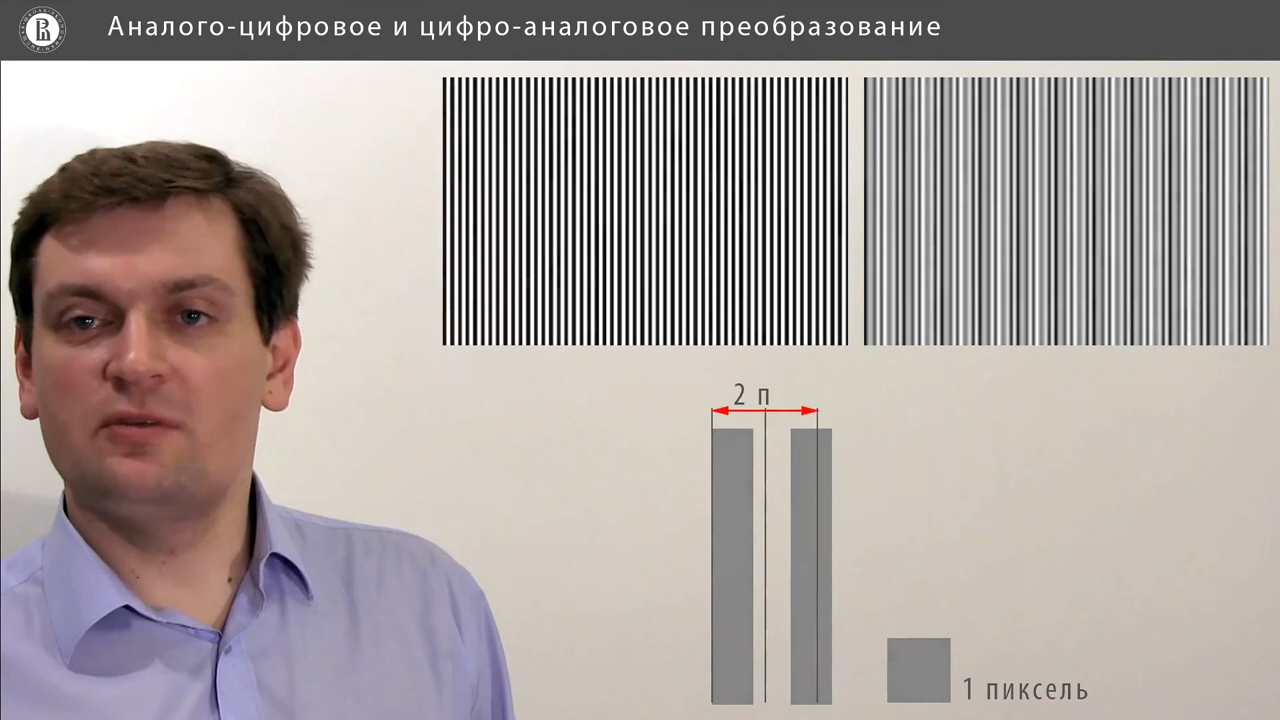 Аналого-цифровое и цифро-аналоговое преобразование
2 п
1 пиксель